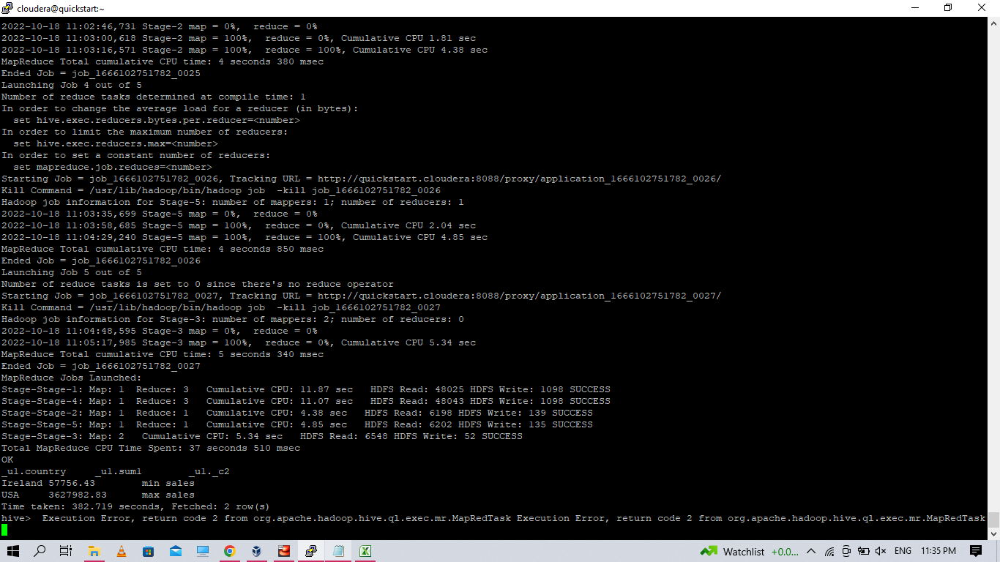 cloudera@quickstart:~
2022-10-18 11:02:46,731 Stage-2 map = 0%,  reduce = 0%
2022-10-18 11:03:00,618 Stage-2 map = 100%,  reduce = 0%, Cumulative CPU 1.81 sec
2022-10-18 11:03:16,571 Stage-2 map = 100%,  reduce = 100%, Cumulative CPU 4.38 sec
MapReduce Total cumulative CPU time: 4 seconds 380 msec
Ended Job = job_1666102751782_0025
Launching Job 4 out of 5
Number of reduce tasks determined at compile time: 1
In order to change the average load for a reducer (in bytes):
  set hive.exec.reducers.bytes.per.reducer=<number>
In order to limit the maximum number of reducers:
  set hive.exec.reducers.max=<number>
In order to set a constant number of reducers:
  set mapreduce.job.reduces=<number>
Starting Job = job_1666102751782_0026, Tracking URL = http://quickstart.cloudera:8088/proxy/application_1666102751782_0026/
Kill Command = /usr/lib/hadoop/bin/hadoop job  -kill job_1666102751782_0026
Hadoop job information for Stage-5: number of mappers: 1; number of reducers: 1
2022-10-18 11:03:35,699 Stage-5 map = 0%,  reduce = 0%
2022-10-18 11:03:58,685 Stage-5 map = 100%,  reduce = 0%, Cumulative CPU 2.04 sec
2022-10-18 11:04:29,240 Stage-5 map = 100%,  reduce = 100%, Cumulative CPU 4.85 sec
MapReduce Total cumulative CPU time: 4 seconds 850 msec
Ended Job = job_1666102751782_0026
Launching Job 5 out of 5
Number of reduce tasks is set to 0 since there's no reduce operator
Starting Job = job_1666102751782_0027, Tracking URL = http://quickstart.cloudera:8088/proxy/application_1666102751782_0027/
Kill Command = /usr/lib/hadoop/bin/hadoop job  -kill job_1666102751782_0027
Hadoop job information for Stage-3: number of mappers: 2; number of reducers: 0
2022-10-18 11:04:48,595 Stage-3 map = 0%,  reduce = 0%
2022-10-18 11:05:17,985 Stage-3 map = 100%,  reduce = 0%, Cumulative CPU 5.34 sec
MapReduce Total cumulative CPU time: 5 seconds 340 msec
Ended Job = job_1666102751782_0027
MapReduce Jobs Launched:
Stage-Stage-1: Map: 1  Reduce: 3   Cumulative CPU: 11.87 sec   HDFS Read: 48025 HDFS Write: 1098 SUCCESS
Stage-Stage-4: Map: 1  Reduce: 3   Cumulative CPU: 11.07 sec   HDFS Read: 48043 HDFS Write: 1098 SUCCESS
Stage-Stage-2: Map: 1  Reduce: 1   Cumulative CPU: 4.38 sec   HDFS Read: 6198 HDFS Write: 139 SUCCESS
Stage-Stage-5: Map: 1  Reduce: 1   Cumulative CPU: 4.85 sec   HDFS Read: 6202 HDFS Write: 135 SUCCESS
Stage-Stage-3: Map: 2   Cumulative CPU: 5.34 sec   HDFS Read: 6548 HDFS Write: 52 SUCCESS
Total MapReduce CPU Time Spent: 37 seconds 510 msec
OK
_u1.country     _u1.sum1        _u1._c2
Ireland 57756.43        min sales
USA     3627982.83      max sales
Time taken: 382.719 seconds, Fetched: 2 row(s)
hive>  Execution Error, return code 2 from org.apache.hadoop.hive.ql.exec.mr.MapRedTask Execution Error, return code 2 from org.apache.hadoop.hive.ql.exec.mr.MapRedTask
Watchlist +0.0... ENG 11:35 PM